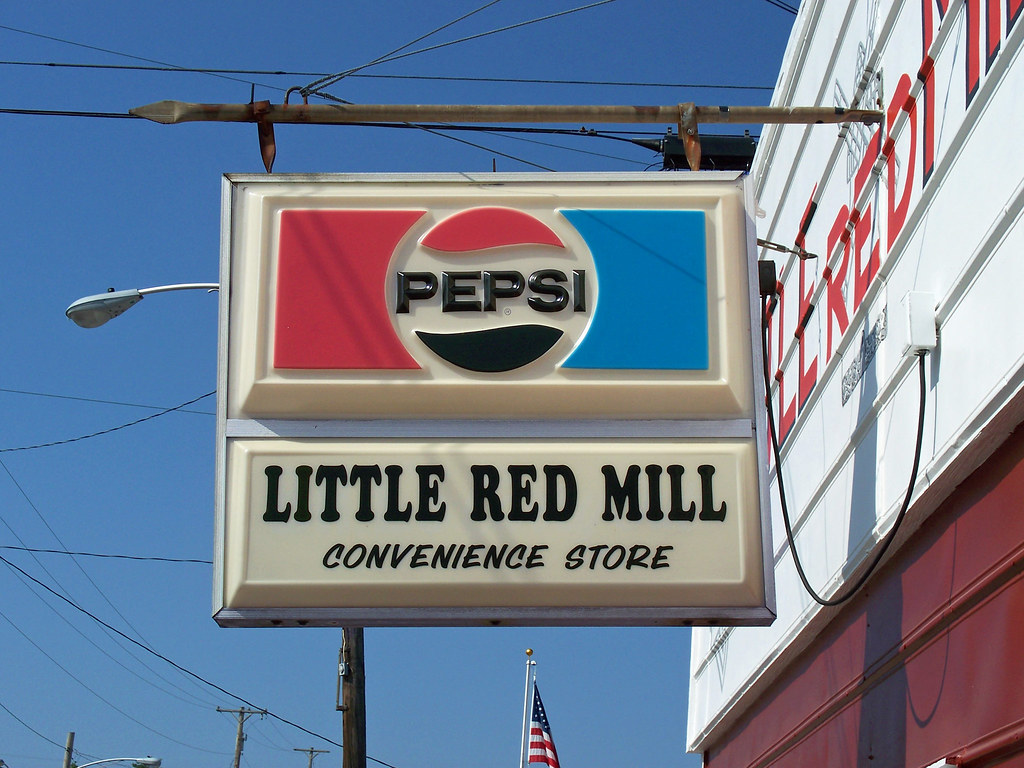 PEPSI
®
LITTLE RED MILL
CONVENIENCE STORE